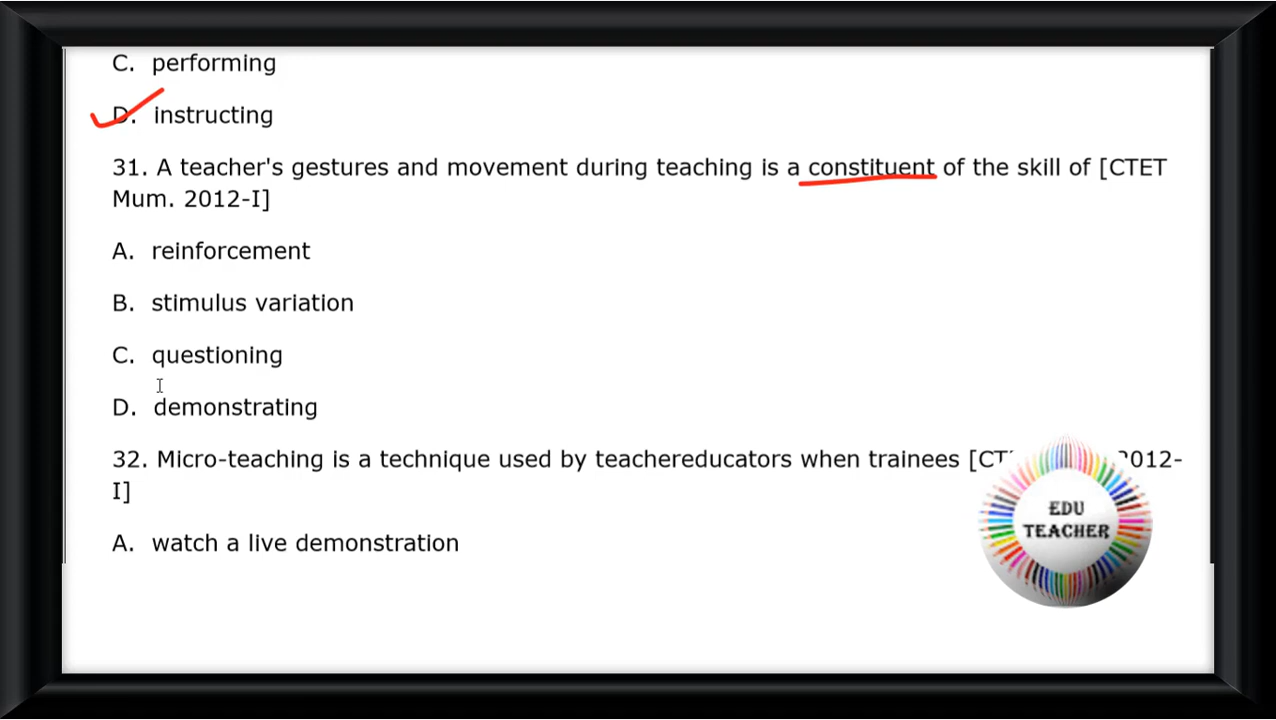 C. performing
D. instructing
31. A teacher's gestures and movement during teaching is a constituent of the skill of [CTET
Mum. 2012-I]
A. reinforcement
B. stimulus variation
C. questioning
D. demonstrating
32. Micro-teaching is a technique used by teachereducators when trainees 2012-
I]
A. watch a live demonstration
EDU
TEACHER